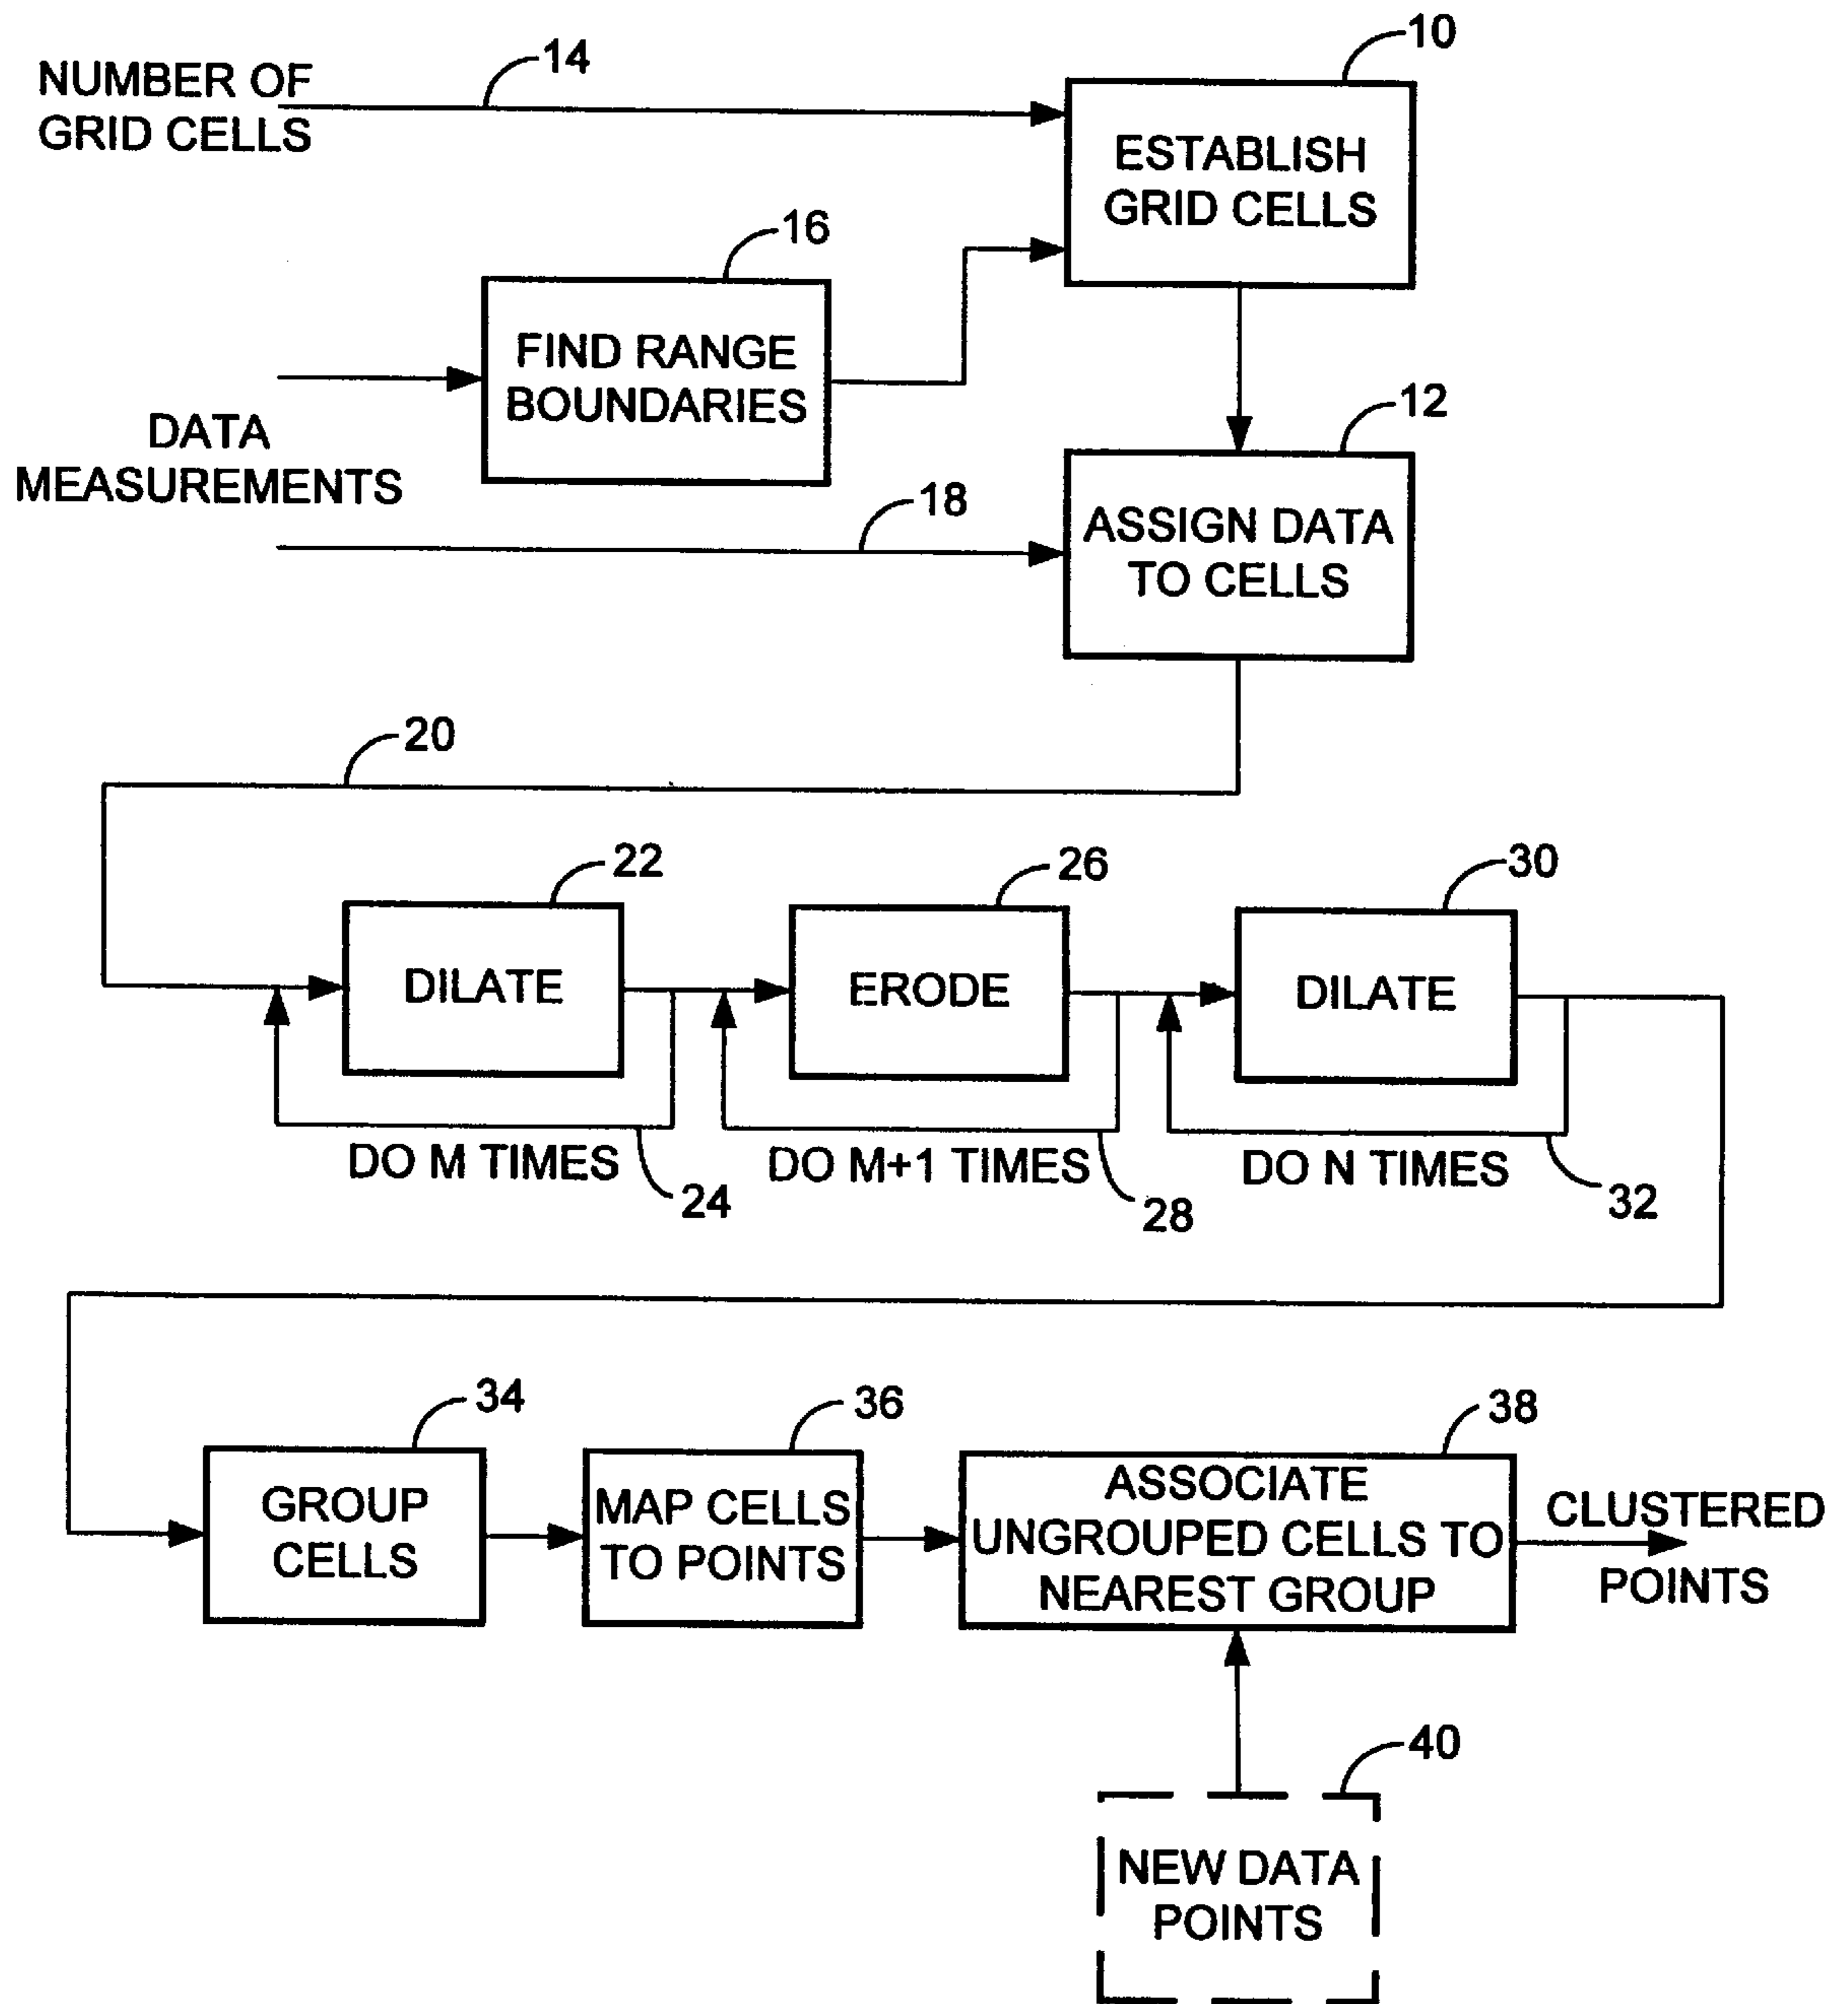 NUMBER OF
GRID CELLS
14
10
ESTABLISH
GRID CELLS
16
FIND RANGE
BOUNDARIES
DATA
MEASUREMENTS
12
18
ASSIGN DATA
TO CELLS
20
22
DILATE
26
ERODE
30
DILATE
DO M TIMES
24
DO M+1 TIMES
28
DO N TIMES
32
34
GROUP
CELLS
36
MAP CELLS
TO POINTS
38
ASSOCIATE
UNGROUPED CELLS TO
NEAREST GROUP
CLUSTERED
POINTS
40
NEW DATA
POINTS